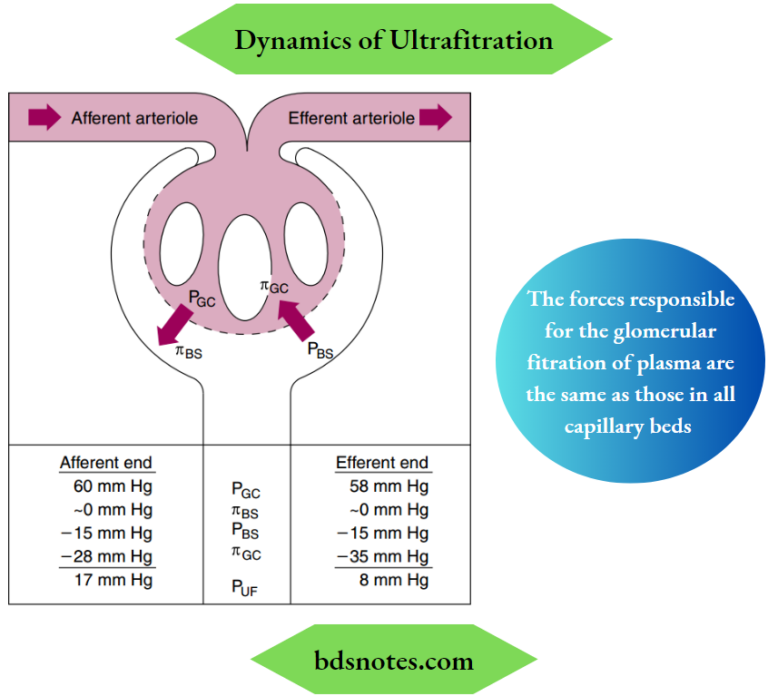 Dynamics of Ultrafitration
Afferent arteriole
Efferent arteriole
PGC
πGC
πBS
PBS
Afferent end
60 mm Hg
~0 mm Hg
−15 mm Hg
−28 mm Hg
17 mm Hg
PGC
πBS
PBS
πGC
PUF
Efferent end
58 mm Hg
~0 mm Hg
−15 mm Hg
−35 mm Hg
8 mm Hg
The forces responsible
for the glomerular
fitration of plasma are
the same as those in all
capillary beds
bdsnotes.com